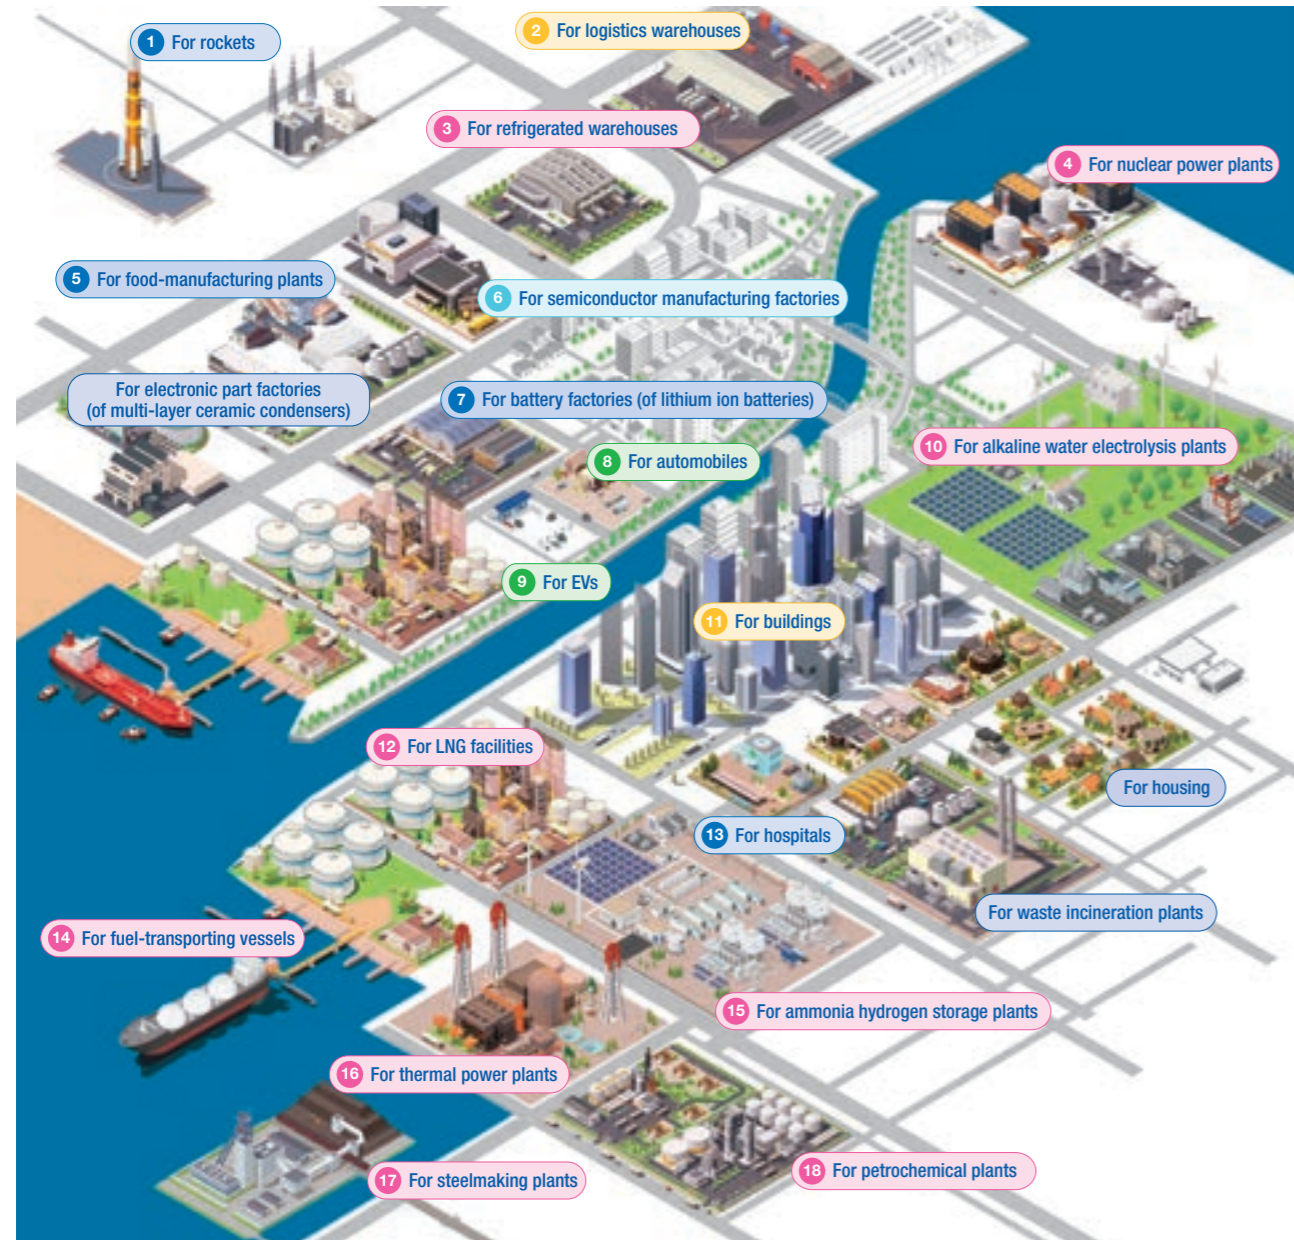 1 For rockets
2 For logistics warehouses
3 For refrigerated warehouses
4 For nuclear power plants
5 For food-manufacturing plants
6 For semiconductor manufacturing factories
For electronic part factories
(of multi-layer ceramic condensers)
7 For battery factories (of lithium ion batteries)
8 For automobiles
10 For alkaline water electrolysis plants
9 For EVs
11 For buildings
12 For LNG facilities
For housing
13 For hospitals
For waste incineration plants
14 For fuel-transporting vessels
15 For ammonia hydrogen storage plants
16 For thermal power plants
17 For steelmaking plants
18 For petrochemical plants